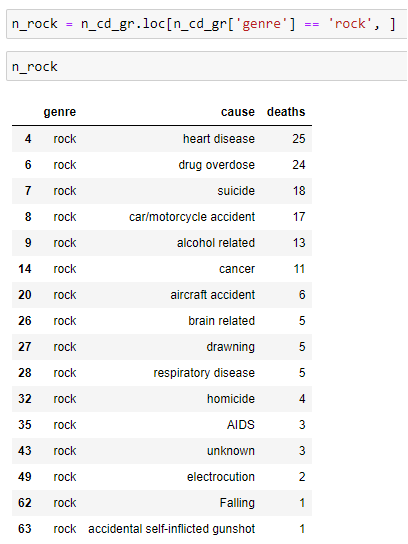 n_rock = n_cd_gr.loc[n_cd_gr['genre'] == 'rock', ]
n_rock
genre cause deaths
4 rock heart disease 25
6 rock drug overdose 24
7 rock suicide 18
8 rock car/motorcycle accident 17
9 rock alcohol related 13
14 rock cancer 11
20 rock aircraft accident 6
26 rock brain related 5
27 rock drawning 5
28 rock respiratory disease 5
32 rock homicide 4
35 rock AIDS 3
43 rock unknown 3
49 rock electrocution 2
62 rock Falling 1
63 rock accidental self-inflicted gunshot 1